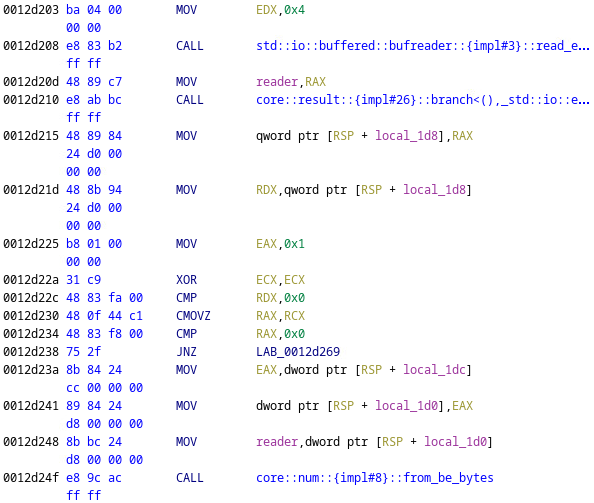 0012d203 ba 04 00 MOV EDX,0x4
00 00
0012d208 e8 83 b2 CALL std::io::buffered::bufreader::{impl#3}::read_e...
ff ff
0012d20d 48 89 c7 MOV reader,RAX
0012d210 e8 ab bc CALL core::result::{impl#26}::branch<(),_std::io::e...
ff ff
0012d215 48 89 84 MOV qword ptr [RSP + local_1d8],RAX
24 d0 00
00 00
0012d21d 48 8b 94 MOV RDX,qword ptr [RSP + local_1d8]
24 d0 00
00 00
0012d225 b8 01 00 MOV EAX,0x1
00 00
0012d22a 31 c9 XOR ECX,ECX
0012d22c 48 83 fa 00 CMP RDX,0x0
0012d230 48 0f 44 c1 CMOVZ RAX,RCX
0012d234 48 83 f8 00 CMP RAX,0x0
0012d238 75 2f JNZ LAB_0012d269
0012d23a 8b 84 24 MOV EAX,dword ptr [RSP + local_1dc]
cc 00 00 00
0012d241 89 84 24 MOV dword ptr [RSP + local_1d0],EAX
d8 00 00 00
0012d248 8b bc 24 MOV reader,dword ptr [RSP + local_1d0]
d8 00 00 00
0012d24f e8 9c ac CALL core::num::{impl#8}::from_be_bytes
ff ff